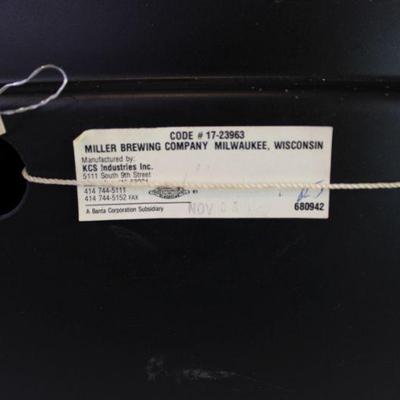 CODE # 17-23963
MILLER BREWING COMPANY MILWAUKEE, WISCONSIN
Manufactured by:
KCS Industries Inc.
5111 South 9th Street
414 744-5111
414 744-5152 FAX
A Banta Corporation Subsidiary
NOV
680942